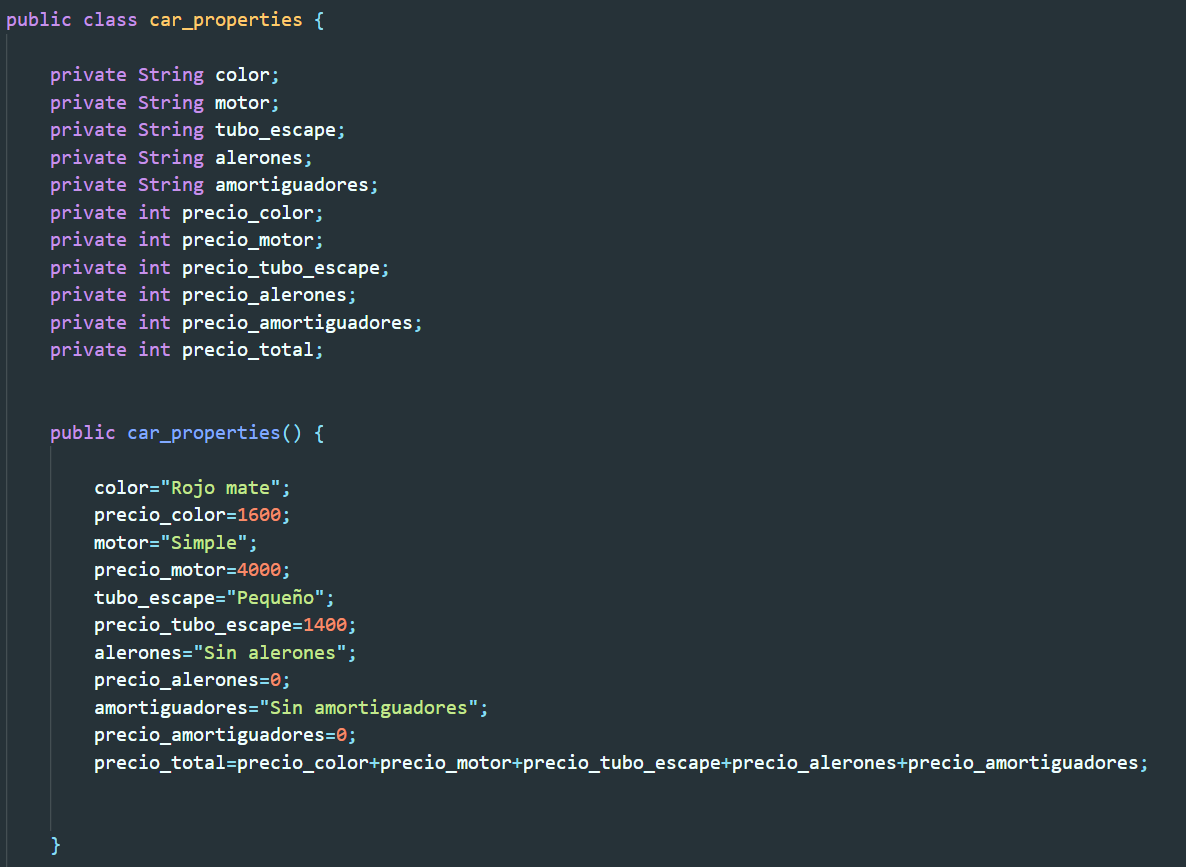 public class car_properties {
private String color;
private String motor;
private String tubo_escape;
private String alerones;
private String amortiguadores;
private int precio_color;
private int precio_motor;
private int precio_tubo_escape;
private int precio_alerones;
private int precio_amortiguadores;
private int precio_total;
public car_properties() {
color="Rojo mate";
precio_color=1600;
motor="Simple";
precio_motor=4000;
tubo_escape="Pequeño";
precio_tubo_escape=1400;
alerones="Sin alerones";
precio_alerones=0;
amortiguadores="Sin amortiguadores";
precio_amortiguadores=0;
precio_total=precio_color+precio_motor+precio_tubo_escape+precio_alerones+precio_amortiguadores;
}